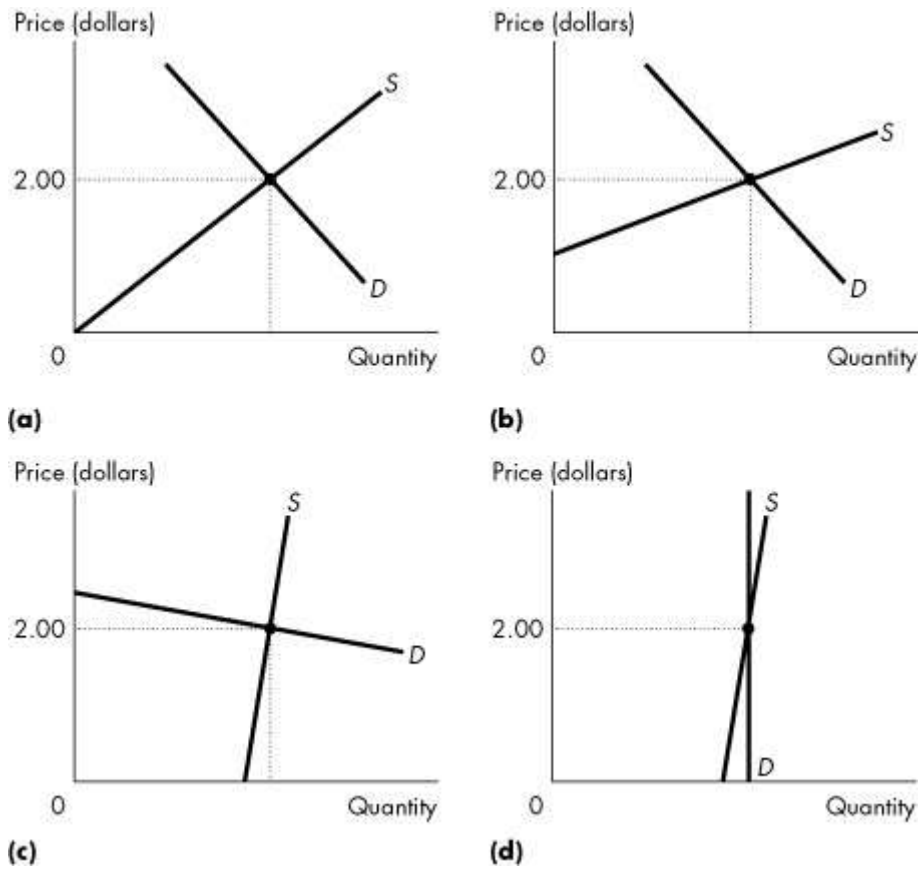 Price (dollars)
S
2.00
D
0
Quantity
(a)
Price (dollars)
S
2.00
D
0
Quantity
(b)
Price (dollars)
S
2.00
D
0
Quantity
(c)
Price (dollars)
S
2.00
D
0
Quantity
(d)